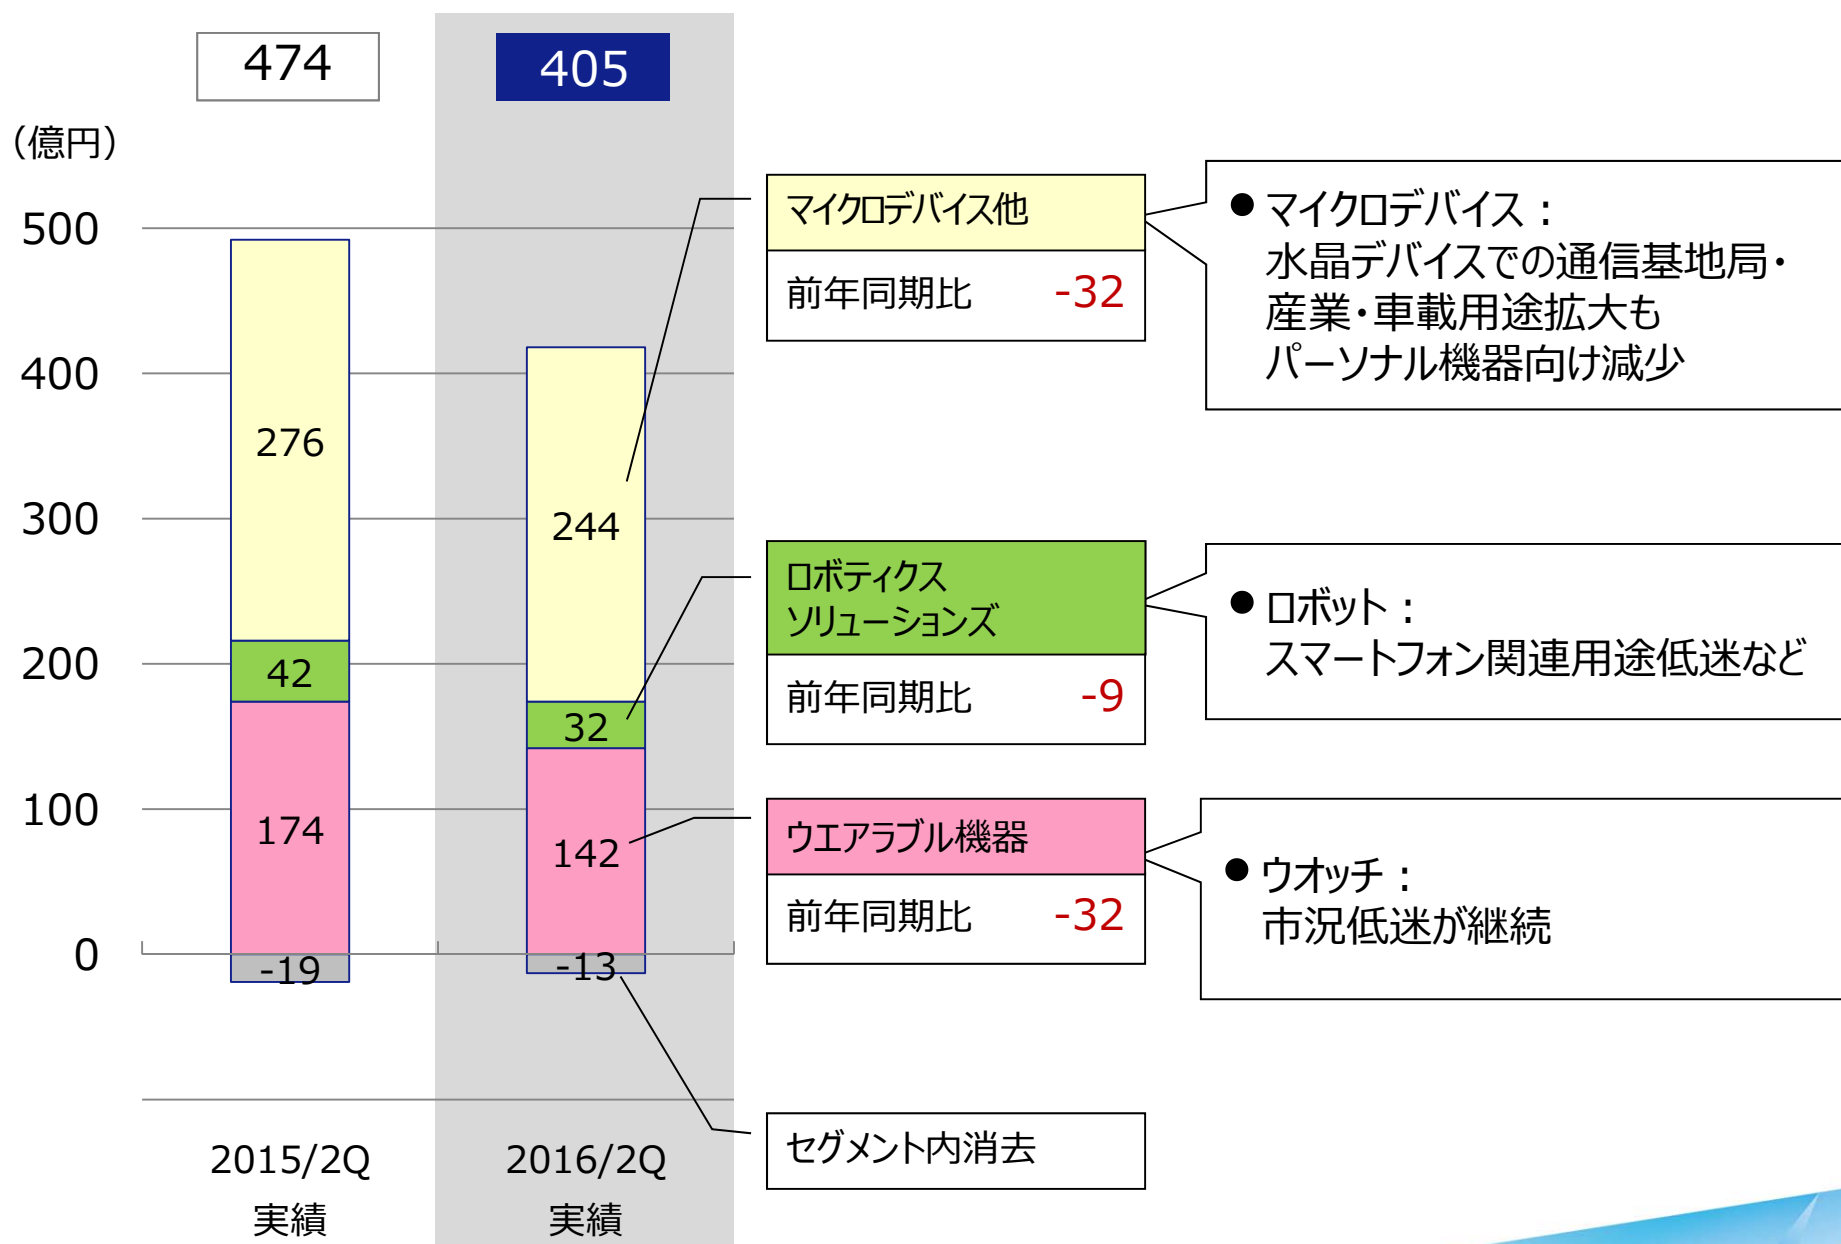 474
405
（億円）
500
400
300
200
100
0
276
42
174
-19
244
32
142
-13
2015/2Q
実績
2016/2Q
実績
マイクロデバイス他
前年同期比 -32
● マイクロデバイス：
水晶デバイスでの通信基地局・
産業・車載用途拡大も
パーソナル機器向け減少
ロボティクス
ソリューションズ
前年同期比 -9
● ロボット：
スマートフォン関連用途低迷など
ウエアラブル機器
前年同期比 -32
● ウオッチ：
市況低迷が継続
セグメント内消去